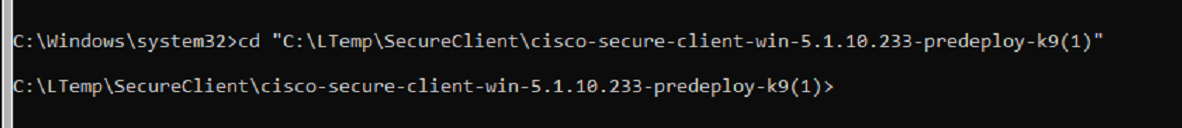 C:\Windows\system32>cd "C:\LTemp\SecureClient\cisco-secure-client-win-5.1.10.233-predeploy-k9(1)"
C:\LTemp\SecureClient\cisco-secure-client-win-5.1.10.233-predeploy-k9(1)>